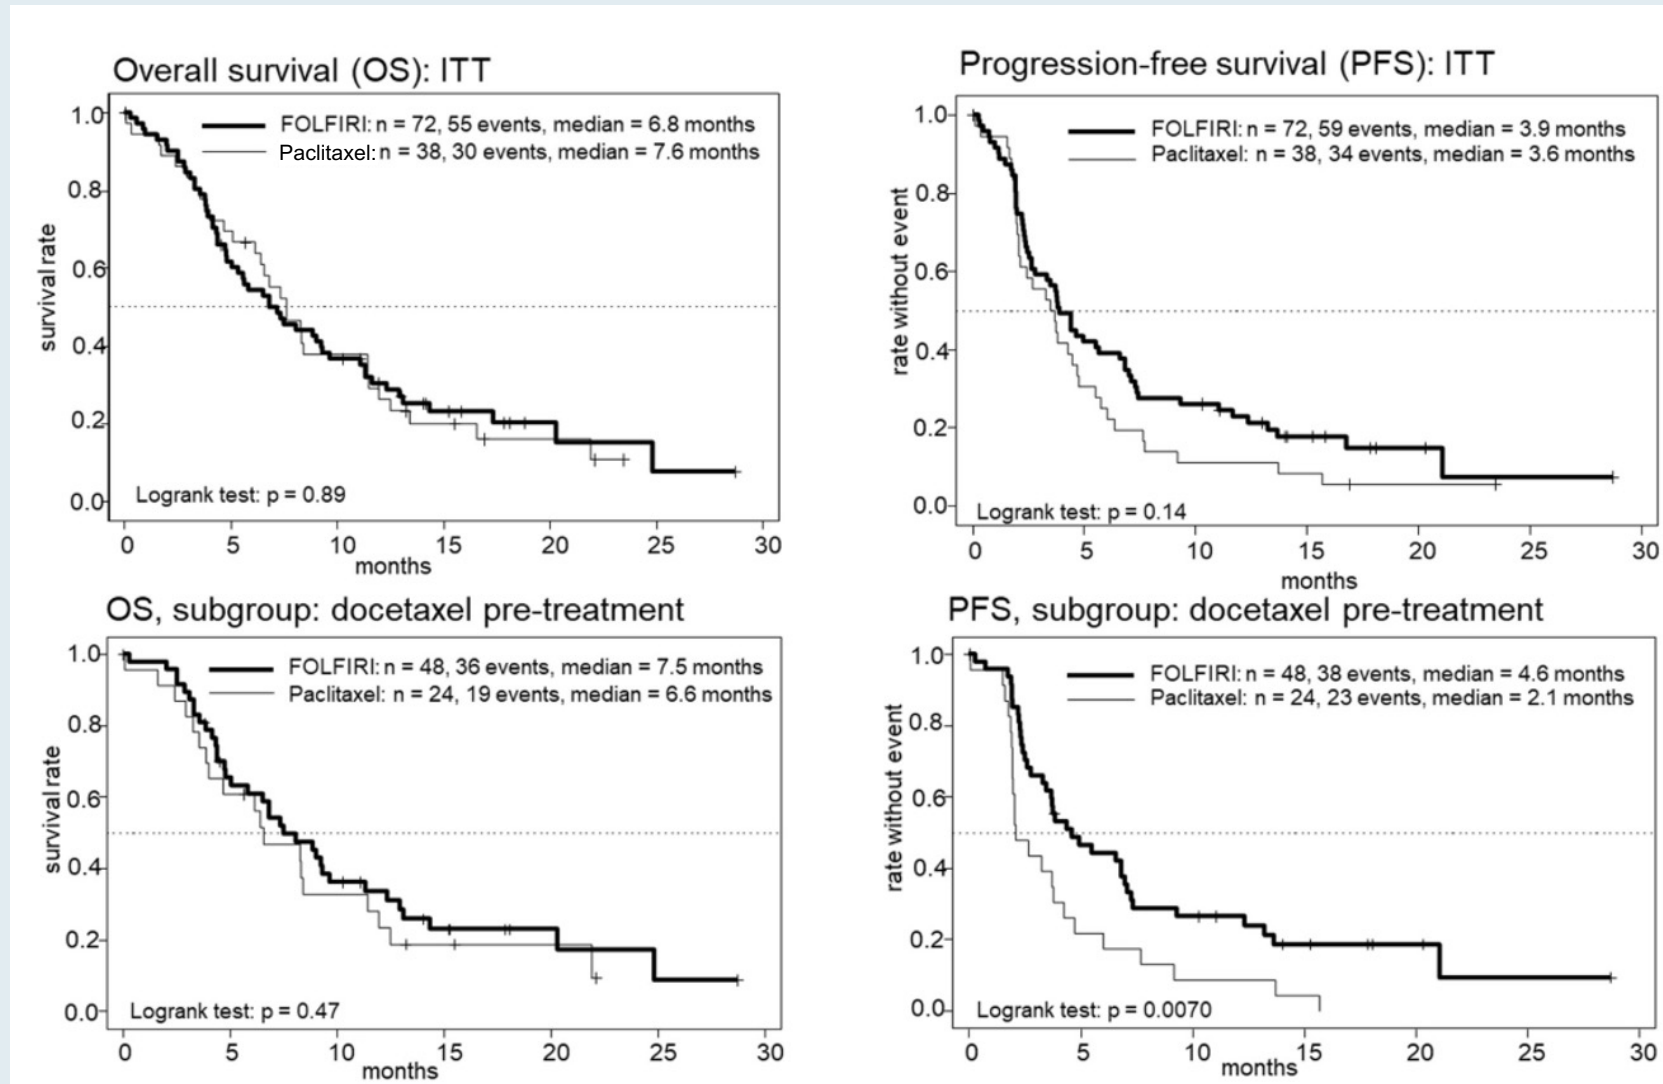 Overall survival (OS): ITT
FOLFIRI: n = 72, 55 events, median = 6.8 months
Paclitaxel: n = 38, 30 events, median = 7.6 months
survival rate
1.0
0.8
0.6
0.4
0.2
0.0
Logrank test: p = 0.89
0 5 10 15 20 25 30
months
Progression-free survival (PFS): ITT
FOLFIRI: n = 72, 59 events, median = 3.9 months
Paclitaxel: n = 38, 34 events, median = 3.6 months
rate without event
1.0
0.8
0.6
0.4
0.2
0.0
Logrank test: p = 0.14
0 5 10 15 20 25 30
months
OS, subgroup: docetaxel pre-treatment
FOLFIRI: n = 48, 36 events, median = 7.5 months
Paclitaxel: n = 24, 19 events, median = 6.6 months
survival rate
1.0
0.8
0.6
0.4
0.2
0.0
Logrank test: p = 0.47
0 5 10 15 20 25 30
months
PFS, subgroup: docetaxel pre-treatment
FOLFIRI: n = 48, 38 events, median = 4.6 months
Paclitaxel: n = 24, 23 events, median = 2.1 months
rate without event
1.0
0.8
0.6
0.4
0.2
0.0
Logrank test: p = 0.0070
0 5 10 15 20 25 30
months